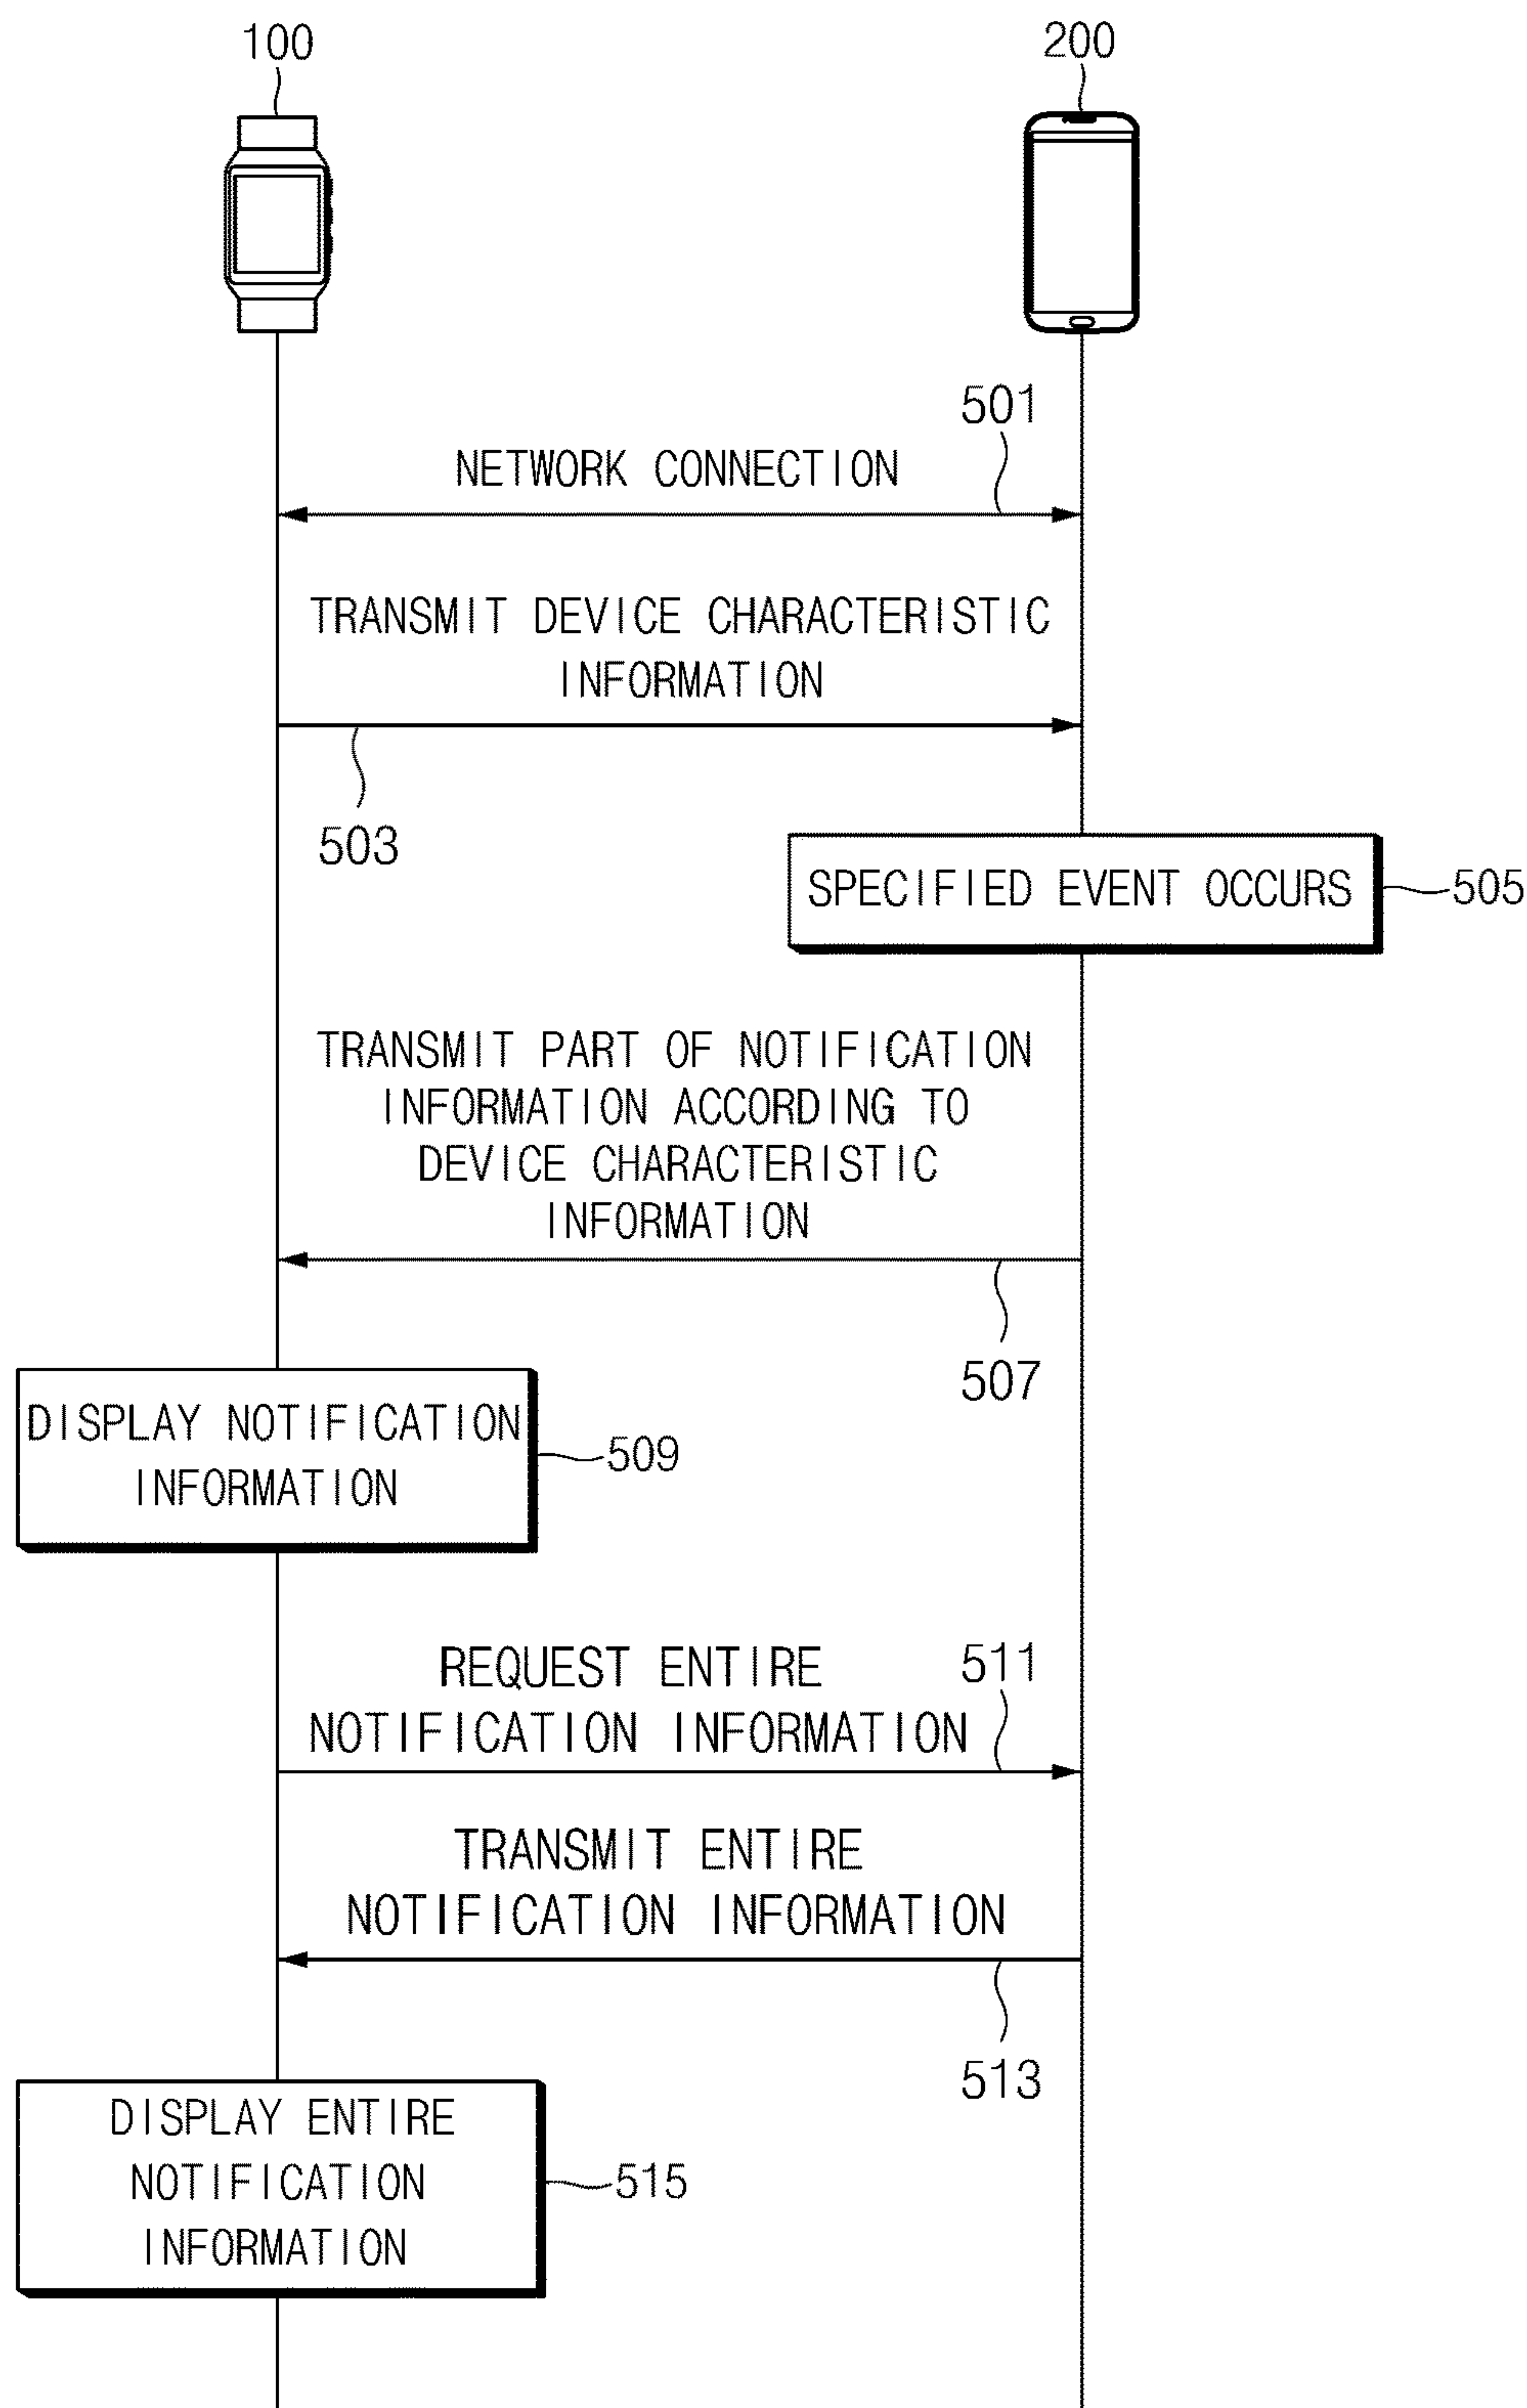 100
200
501
NETWORK CONNECTION
TRANSMIT DEVICE CHARACTERISTIC
INFORMATION
503
SPECIFIED EVENT OCCURS
505
TRANSMIT PART OF NOTIFICATION
INFORMATION ACCORDING TO
DEVICE CHARACTERISTIC
INFORMATION
507
DISPLAY NOTIFICATION
INFORMATION
509
REQUEST ENTIRE
NOTIFICATION INFORMATION
511
TRANSMIT ENTIRE
NOTIFICATION INFORMATION
513
DISPLAY ENTIRE
NOTIFICATION
INFORMATION
515